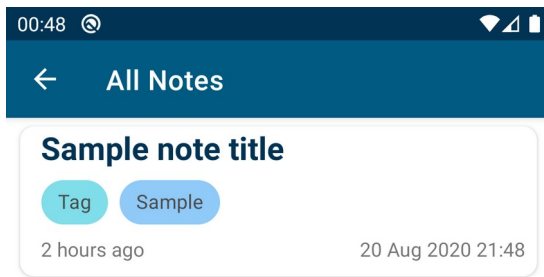 00:48
All Notes
Sample note title
Tag Sample
2 hours ago 20 Aug 2020 21:48